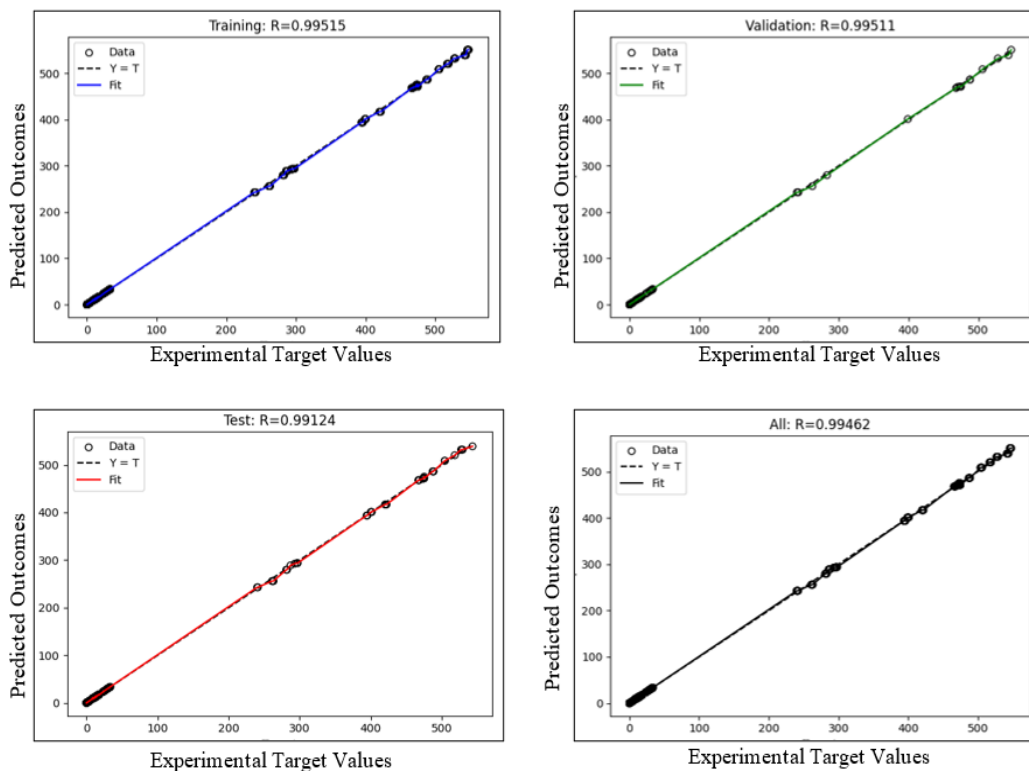 Training: R=0.99515
Data
Y = T
Fit
500
400
300
200
100
0
0 100 200 300 400 500
Predicted Outcomes
Experimental Target Values
Validation: R=0.99511
Data
Y = T
Fit
500
400
300
200
100
0
0 100 200 300 400 500
Predicted Outcomes
Experimental Target Values
Test: R=0.99124
Data
Y = T
Fit
500
400
300
200
100
0
0 100 200 300 400 500
Predicted Outcomes
Experimental Target Values
All: R=0.99462
Data
Y = T
Fit
500
400
300
200
100
0
0 100 200 300 400 500
Predicted Outcomes
Experimental Target Values